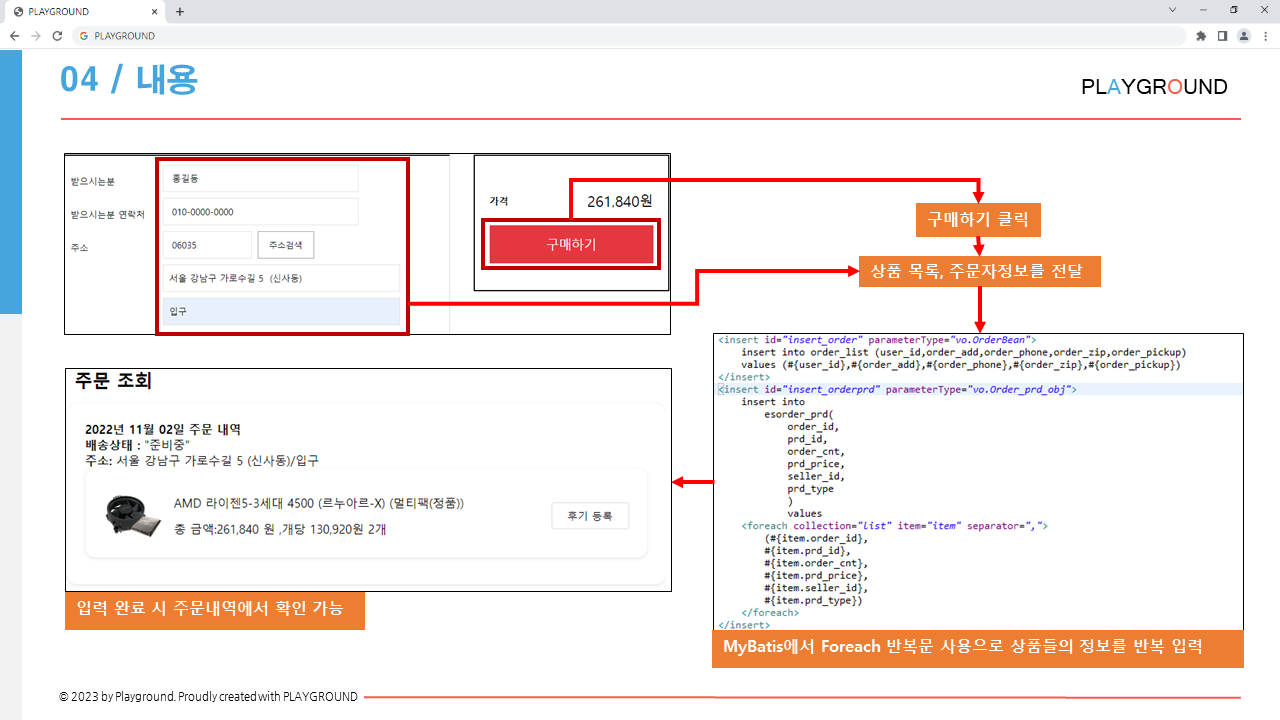 PLAYGROUND
PLAYGROUND
04 / 내용
PLAYGROUND
받으시는분
홍길동
받으시는분 연락처
010-0000-0000
주소
06035
주소검색
서울 강남구 가로수길 5 (신사동)
입구
가격
261,840원
구매하기
구매하기 클릭
상품 목록, 주문자정보를 전달
<insert id="insert_order" parameterType="vo.OrderBean">
insert into order_list (user_id,order_add,order_phone,order_zip,order_pickup)
values (#{user_id},#{order_add},#{order_phone},#{order_zip},#{order_pickup})
</insert>
<insert id="insert_orderprd" parameterType="vo.Order_prd_obj">
insert into
esorder_prd(
order_id,
prd_id,
order_cnt,
prd_price,
seller_id,
prd_type
)
values
<foreach collection="list" item="item" separator=",">
(#{item.order_id},
#{item.prd_id},
#{item.order_cnt},
#{item.prd_price},
#{item.seller_id},
#{item.prd_type})
</foreach>
</insert>
MyBatis에서 Foreach 반복문 사용으로 상품들의 정보를 반복 입력
주문 조회
2022년 11월 02일 주문 내역
배송상태 : "준비중"
주소: 서울 강남구 가로수길 5 (신사동)/입구
AMD 라이젠5-3세대 4500 (르누아르-X) (멀티팩(정품))
총 금액:261,840 원 ,개당 130,920원 2개
후기 등록
입력 완료 시 주문내역에서 확인 가능
© 2023 by Playground. Proudly created with PLAYGROUND